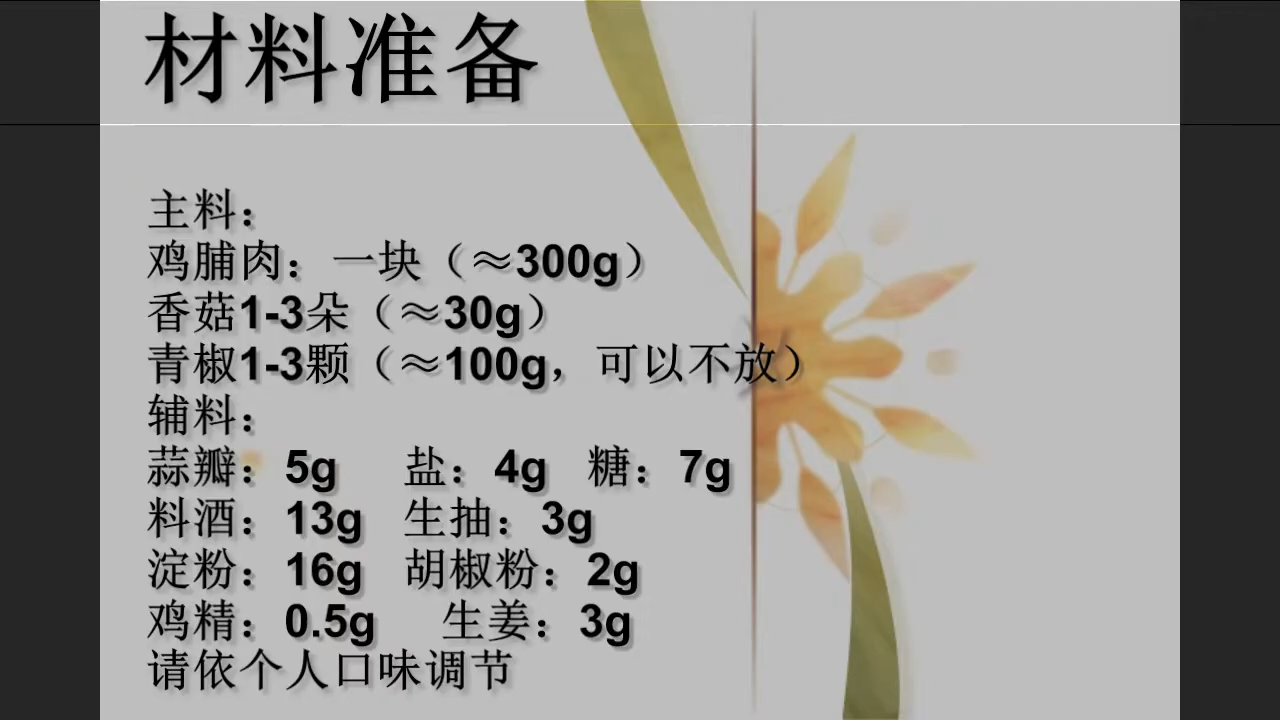 材料准备
主料：
鸡脯肉：一块（≈300g）
香菇1-3朵（≈30g）
青椒1-3颗（≈100g，可以不放）
辅料：
蒜瓣：5g 盐：4g 糖：7g
料酒：13g 生抽：3g
淀粉：16g 胡椒粉：2g
鸡精：0.5g 生姜：3g
请依个人口味调节